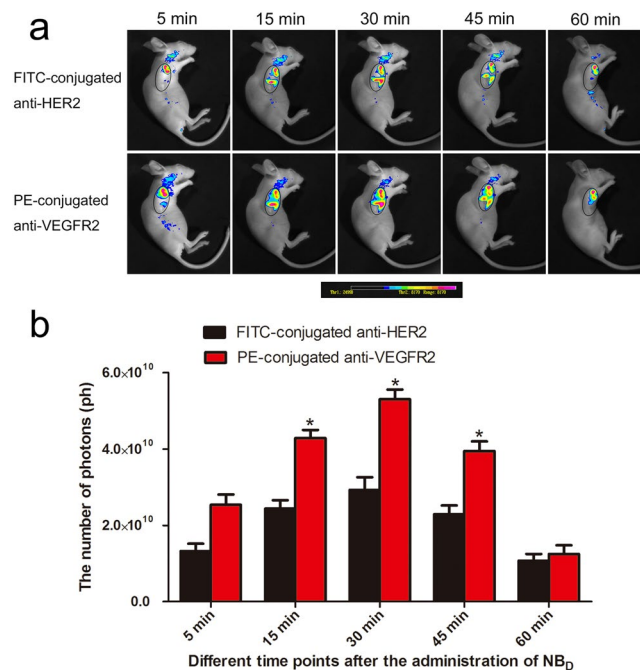 a
5 min 15 min 30 min 45 min 60 min
FITC-conjugated
anti-HER2
PE-conjugated
anti-VEGFR2
b
FITC-conjugated anti-HER2
PE-conjugated anti-VEGFR2
The number of photons (ph)
6.0×10¹⁰
4.0×10¹⁰
2.0×10¹⁰
0.0
* * *
5 min 15 min 30 min 45 min 60 min
Different time points after the administration of NB_D